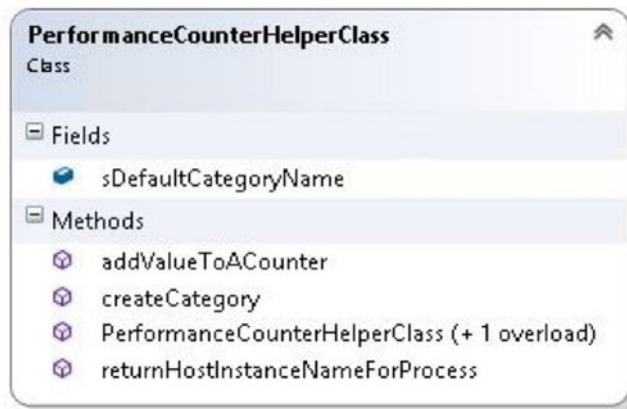 PerformanceCounterHelperClass
Class
Fields
sDefaultCategoryName
Methods
addValueToACounter
createCategory
PerformanceCounterHelperClass (+ 1 overload)
returnHostInstanceNameForProcess